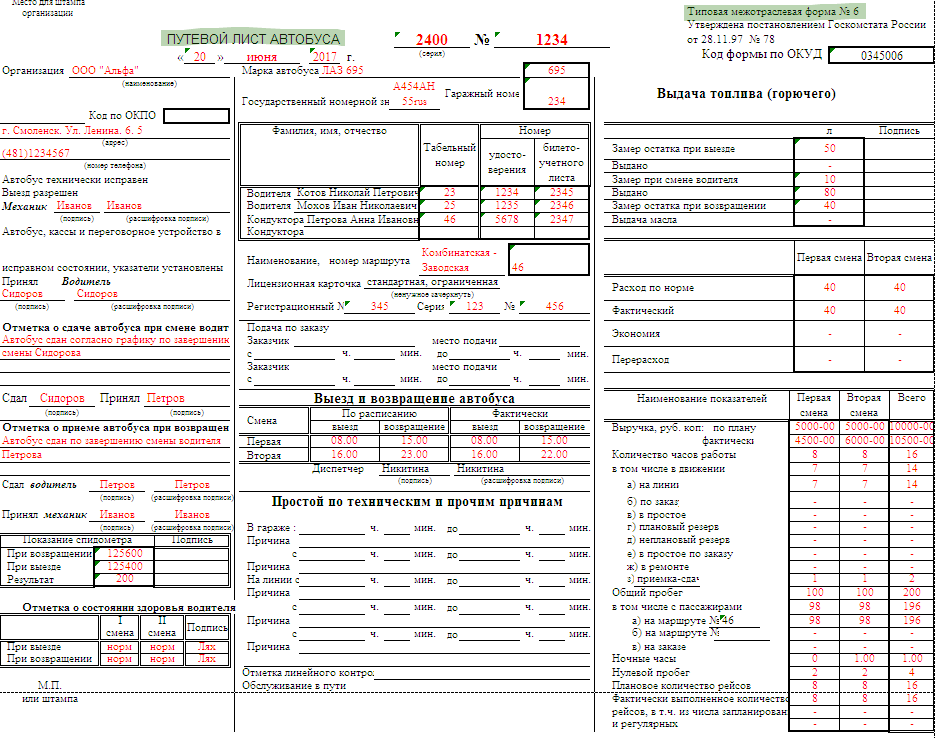 Место для штампа
организации
Типовая межотраслевая форма № 6
Утверждена постановлением Госкомстата России
от 28.11.97 № 78
Код формы по ОКУД 0345006
ПУТЕВОЙ ЛИСТ АВТОБУСА 2400 № 1234
(серия)
« 20 » июня 2017 г.
Организация ООО "Альфа"
(наименование)
Код по ОКПО
г. Смоленск. Ул. Ленина. 6. 5
(адрес)
(481)1234567
(номер телефона)
Автобус технически исправен
Выезд разрешен
Механик Иванов Иванов
(подпись) (расшифровка подписи)
Автобус, кассы и переговорное устройство в
исправном состоянии, указатели установлены
Принял Водитель
Сидоров Сидоров
(подпись) (расшифровка подписи)
Отметка о сдаче автобуса при смене водит
Автобус сдан согласно графику по завершении
смены Сидорова
Сдал Сидоров Принял Петров
(подпись) (подпись)
Отметка о приеме автобуса при возвращен
Автобус сдан по завершению смены водителя
Петрова
Сдал водитель Петров Петров
(подпись) (расшифровка подписи)
Принял механик Иванов Иванов
(подпись) (расшифровка подписи)
Показание спидометра Подпись
При возвращении 125600
При выезде 125400
Результат 200
Отметка о состоянии здоровья водителя
I смена II смена Подпись
При выезде норм норм Лях
При возвращении норм норм Лях
М.П.
или штампа
Марка автобуса ЛАЗ 695 695
Государственный номерной зн А454АН 55rus Гаражный номе 234
Фамилия, имя, отчество Табельный номер Номер
удосто-верения билето-учетного листа
Водителя Котов Николай Петрович 23 1234 2345
Водителя Мохов Иван Николаевич 25 1235 2346
Кондуктора Петрова Анна Ивановн 46 5678 2347
Кондуктора
Наименование, номер маршрута Комбинатская - Заводская 46
Лицензионная карточка стандартная, ограниченная
(ненужное зачеркнуть)
Регистрационный N 345 Серия 123 № 456
Подача по заказу
Заказчик место подачи
с ч. мин. до ч. мин.
Заказчик место подачи
с ч. мин. до ч. мин.
Выезд и возвращение автобуса
Смена По расписанию Фактически
выезд возвращение выезд возвращение
Первая 08.00 15.00 08.00 15.00
Вторая 16.00 23.00 16.00 22.00
Диспетчер Никитина Никитина
(подпись) (расшифровка подписи)
Простой по техническим и прочим причинам
В гараже : ч. мин. до ч. мин.
Причина
с ч. мин. до ч. мин.
Причина
На линии с ч. мин. до ч. мин.
Причина
с ч. мин. до ч. мин.
Причина
с ч. мин. до ч. мин.
Причина
Отметка линейного контро
Обслуживание в пути
Выдача топлива (горючего)
л Подпись
Замер остатка при выезде 50
Выдано -
Замер при смене водителя 10
Выдано 80
Замер остатка при возвращении 40
Выдача масла -
Первая смена Вторая смена
Расход по норме 40 40
Фактический 40 40
Экономия - -
Перерасход - -
Наименование показателей Первая смена Вторая смена Всего
Выручка, руб. коп: по плану 5000-00 5000-00 10000-00
фактически 4500-00 6000-00 10500-00
Количество часов работы 8 8 16
в том числе в движении 7 7 14
а) на линии 7 7 14
б) по заказ - - -
в) в простое - - -
г) плановый резерв - - -
д) неплановый резерв - - -
е) в простое по заказу - - -
ж) в ремонте - - -
з) приемка-сдач 1 1 2
Общий пробег 100 100 200
в том числе с пассажирами 98 98 196
а) на маршруте № 46 98 98 196
б) на маршруте № - - -
в) на заказе - - -
Ночные часы 0 1.00 1.00
Нулевой пробег 2 2 4
Плановое количество рейсов 8 8 16
Фактически выполненное количество 8 8 16
рейсов, в т.ч. из числа запланирован - - -
и регулярных - - -